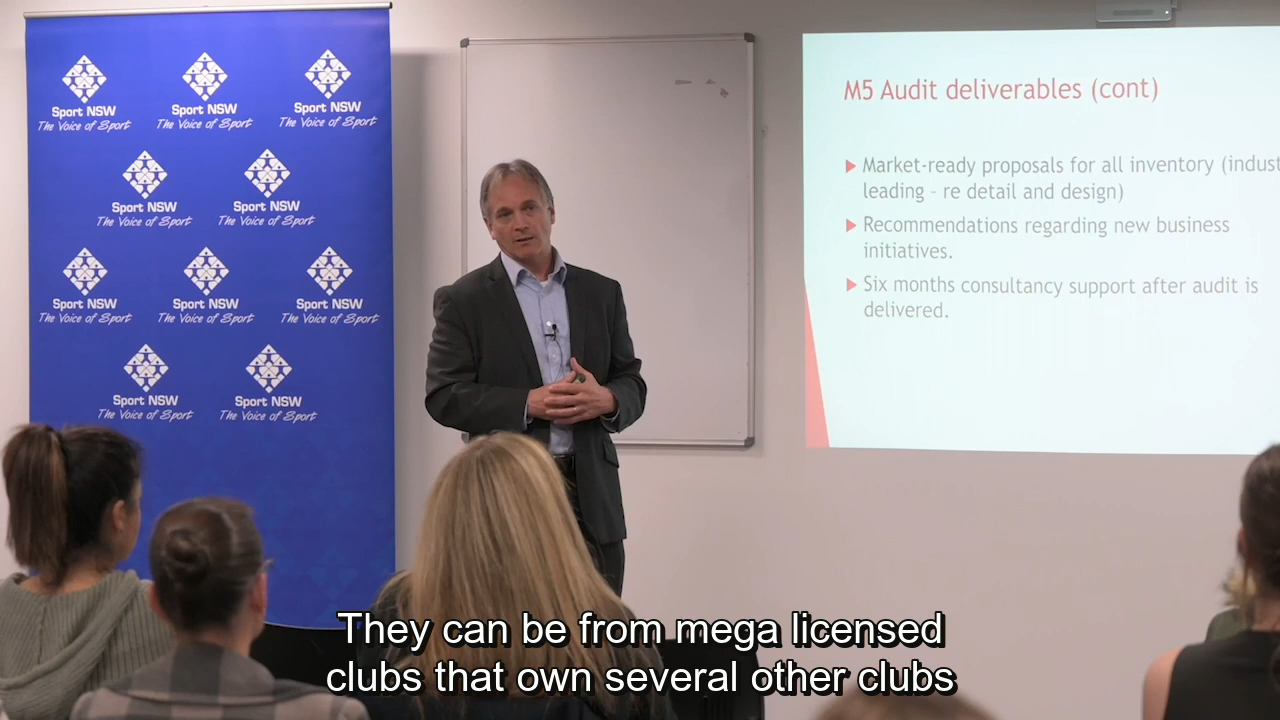 Sport NSW
The Voice of Sport
Sport NSW
The Voice of Sport
Sport NSW
The Voice of Sport
Sport NSW
The Voice of Sport
Sport NSW
The Voice of Sport
Sport NSW
The Voice of Sport
Sport NSW
The Voice of Sport
Sport NSW
The Voice of Sport
Sport NSW
The Voice of Sport
Sport NSW
The Voice of Sport
M5 Audit deliverables (cont)
Market-ready proposals for all inventory (
leading - re detail and design)
Recommendations regarding new business
initiatives.
Six months consultancy support after audit is
delivered.
They can be from mega licensed
clubs that own several other clubs